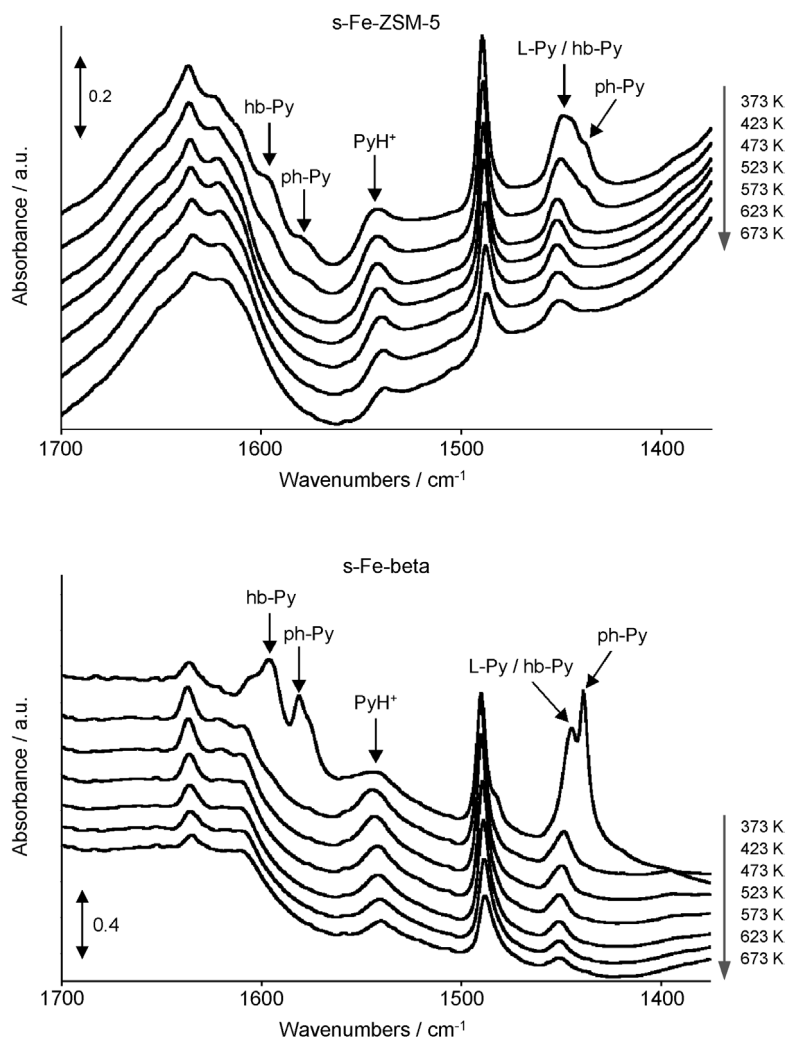 s-Fe-ZSM-5
0.2
hb-Py
ph-Py
PyH⁺
L-Py / hb-Py
ph-Py
373 K
423 K
473 K
523 K
573 K
623 K
673 K
Absorbance / a.u.
1700
1600
1500
1400
Wavenumbers / cm⁻¹
s-Fe-beta
hb-Py
ph-Py
PyH⁺
L-Py / hb-Py
ph-Py
373 K
423 K
473 K
523 K
573 K
623 K
673 K
0.4
Absorbance / a.u.
1700
1600
1500
1400
Wavenumbers / cm⁻¹